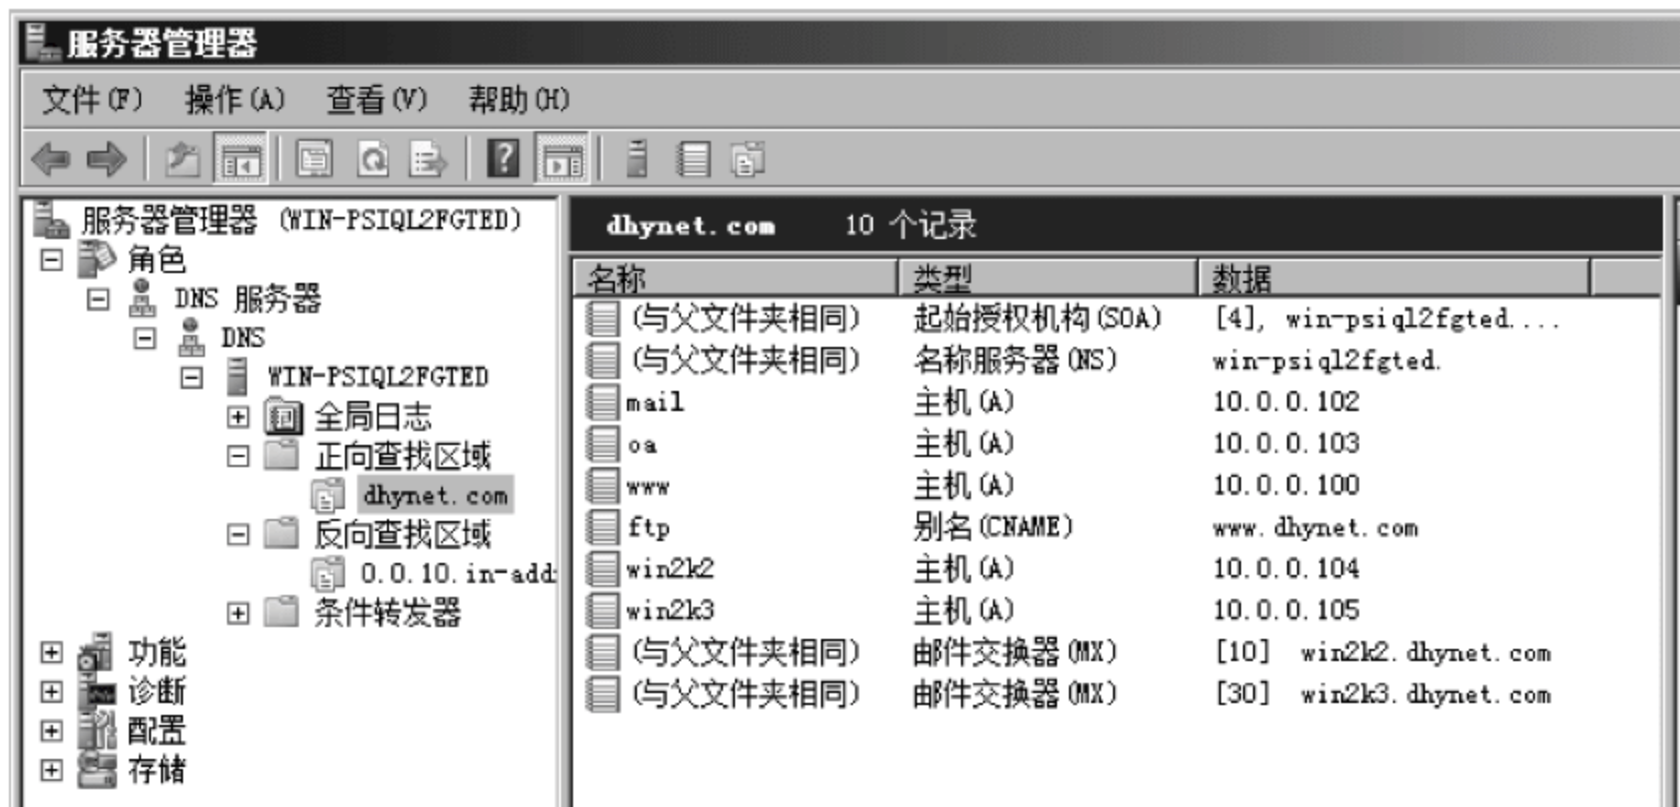 服务器管理器
文件(F) 操作(A) 查看(V) 帮助(H)
服务器管理器 (WIN-PSIQL2FGTED)
角色
DNS 服务器
DNS
WIN-PSIQL2FGTED
全局日志
正向查找区域
dhynet.com
反向查找区域
0.0.10.in-add
条件转发器
功能
诊断
配置
存储
dhynet.com 10 个记录
名称 类型 数据
(与父文件夹相同) 起始授权机构(SOA) [4], win-psiql2fgted....
(与父文件夹相同) 名称服务器(NS) win-psiql2fgted.
mail 主机(A) 10.0.0.102
oa 主机(A) 10.0.0.103
www 主机(A) 10.0.0.100
ftp 别名(CNAME) www.dhynet.com
win2k2 主机(A) 10.0.0.104
win2k3 主机(A) 10.0.0.105
(与父文件夹相同) 邮件交换器(MX) [10] win2k2.dhynet.com
(与父文件夹相同) 邮件交换器(MX) [30] win2k3.dhynet.com